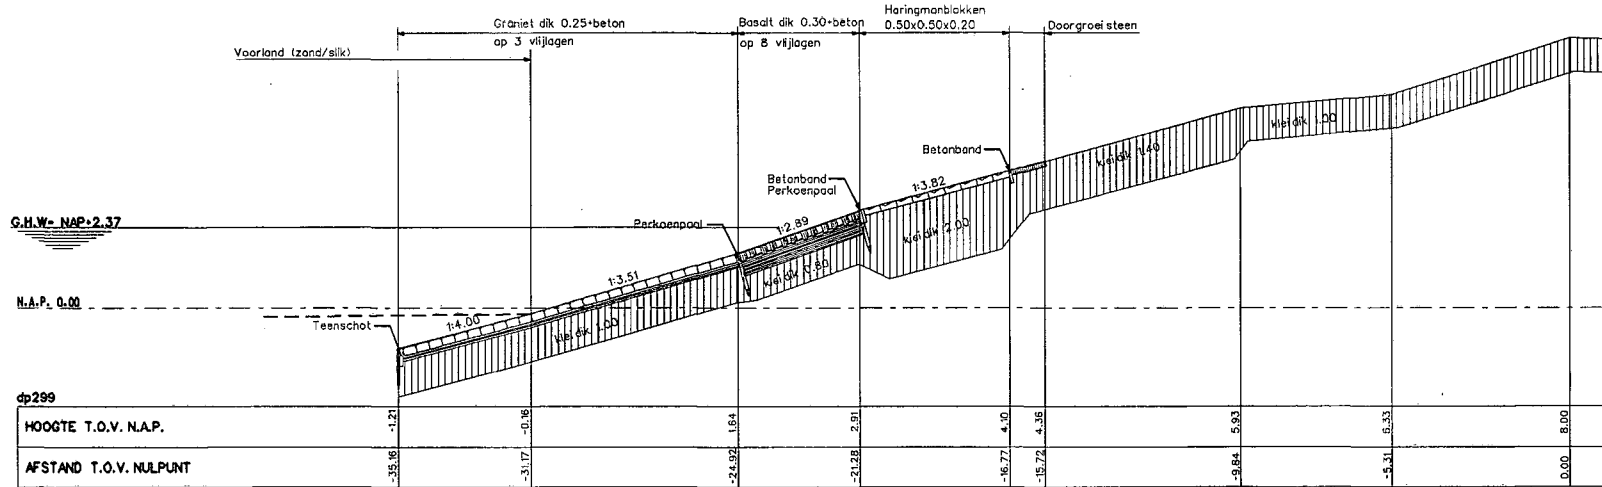 Graniet dik 0.25+beton
op 3 vlijlagen
Basalt dik 0.30+beton
op 8 vlijlagen
Haringmanblokken
0.50x0.50x0.20
Doorgroeisteen
Voorland (zand/slik)
klei dik 1.00
klei dik 1.40
Betonband
Betonband
Perkoenpaal
1:3.82
G.H.W= NAP+2.37
Perkoenpaal
1:2.89
klei dik 2.00
klei dik 0.80
1:3.51
N.A.P. 0.00
1:4.00
Teenschot
klei dik 1.00
dp299
HOOGTE T.O.V. N.A.P.
-1.21
-0.16
1.64
2.91
4.10
4.36
5.93
6.33
8.00
AFSTAND T.O.V. NULPUNT
-35.16
-31.17
-24.92
-21.28
-16.77
-15.72
-9.84
-5.31
0.00